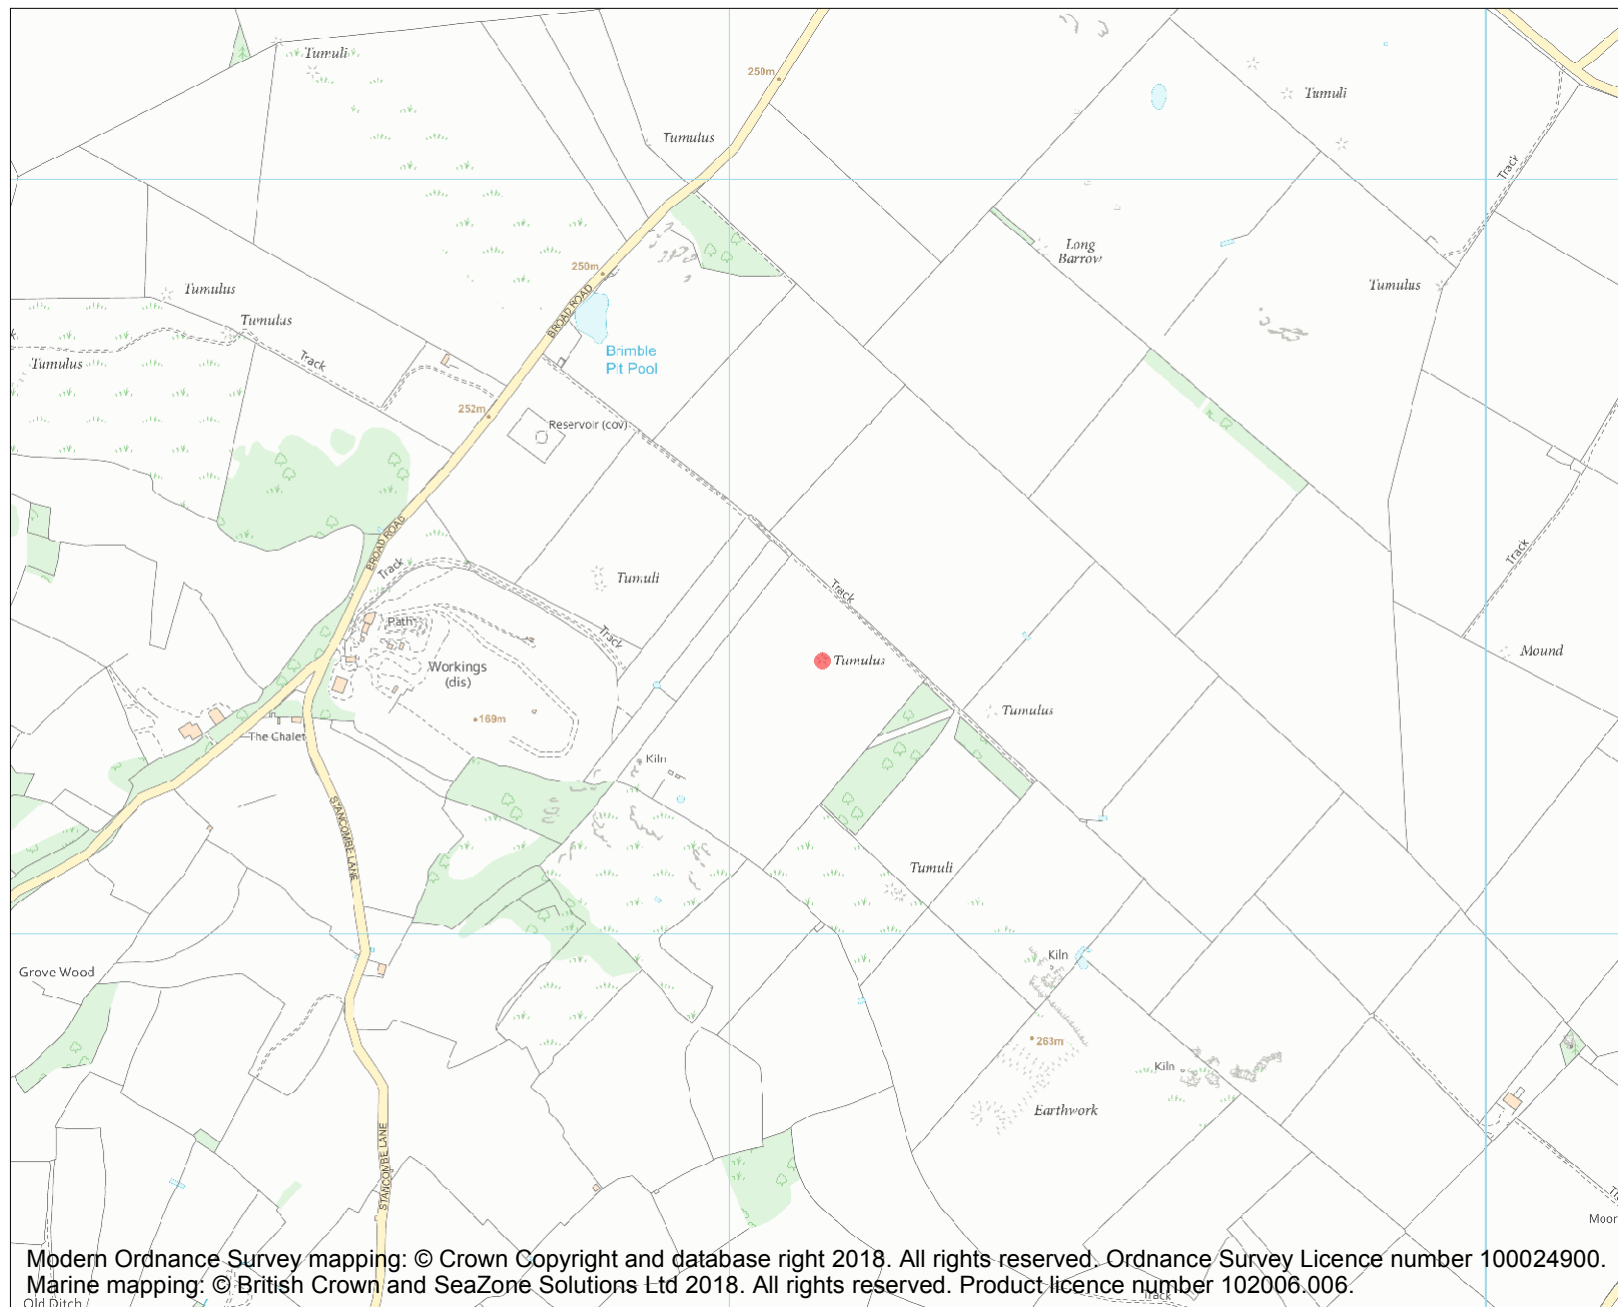 Tumuli
250m
Tumuli
Tumulus
Track
Long
Barrow
250m
Tumulus
Tumulus
BROAD ROAD
Tumulus
Brimble
Pit Pool
Track
Tumulus
252m
Reservoir (cov)
BROAD ROAD
Track
Tumuli
Track
Track
Path
Track
Mound
Workings
(dis)
Tumulus
169m
Tumulus
The Chalet
Kiln
STANCOMBE LANE
Tumuli
Kiln
Grove Wood
263m
Kiln
Earthwork
STANCOMBE LANE
Moor
Modern Ordnance Survey mapping: © Crown Copyright and database right 2018. All rights reserved. Ordnance Survey Licence number 100024900.
Marine mapping: © British Crown and SeaZone Solutions Ltd 2018. All rights reserved. Product licence number 102006.006.
Track
Old Ditch